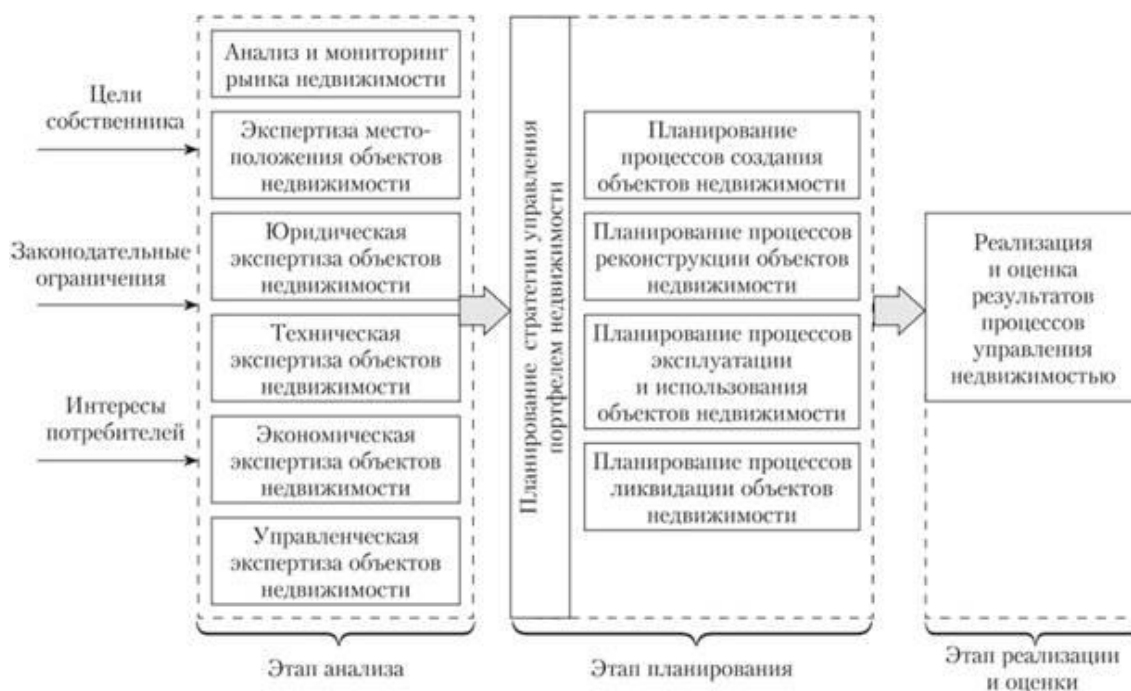 Цели
собственника
Законодательные
ограничения
Интересы
потребителей
Анализ и мониторинг
рынка недвижимости
Экспертиза место-
положения объектов
недвижимости
Юридическая
экспертиза объектов
недвижимости
Техническая
экспертиза объектов
недвижимости
Экономическая
экспертиза объектов
недвижимости
Управленческая
экспертиза объектов
недвижимости
Этап анализа
Планирование стратегии управления
портфелем недвижимости
Планирование
процессов создания
объектов недвижимости
Планирование процессов
реконструкции объектов
недвижимости
Планирование процессов
эксплуатации
и использования
объектов недвижимости
Планирование процессов
ликвидации объектов
недвижимости
Этап планирования
Реализация
и оценка
результатов
процессов
управления
недвижимостью
Этап реализации
и оценки